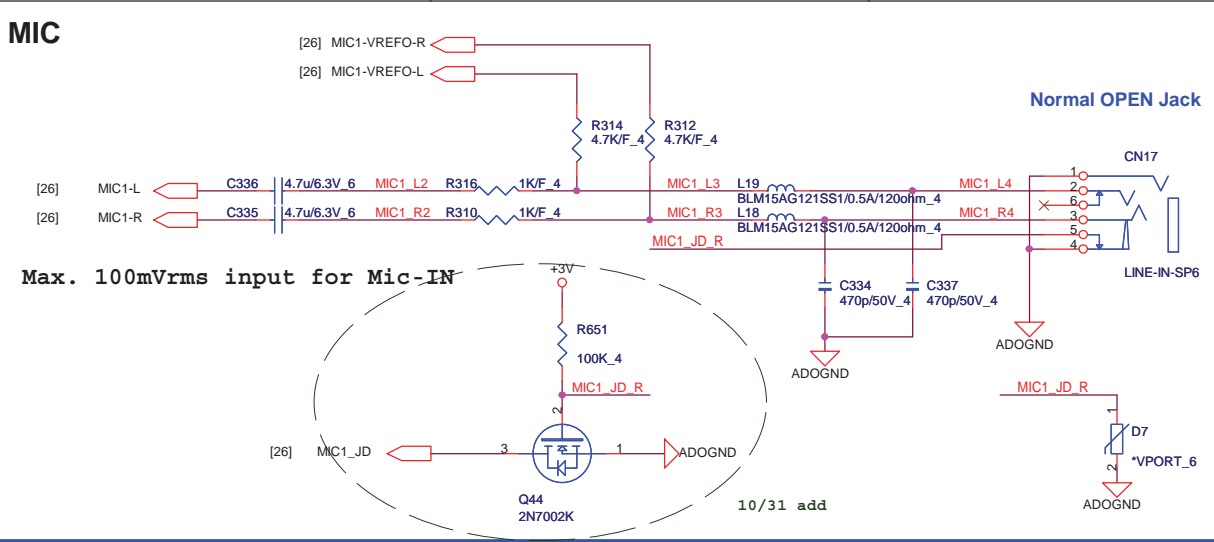 MIC
[26] MIC1-VREFO-R
[26] MIC1-VREFO-L
Normal OPEN Jack
R314
4.7K/F_4
R312
4.7K/F_4
CN17
[26] MIC1-L
C336
4.7u/6.3V_6
MIC1_L2
R316
1K/F_4
MIC1_L3
L19
BLM15AG121SS1/0.5A/120ohm_4
MIC1_L4
[26] MIC1-R
C335
4.7u/6.3V_6
MIC1_R2
R310
1K/F_4
MIC1_R3
L18
BLM15AG121SS1/0.5A/120ohm_4
MIC1_R4
MIC1_JD_R
1
2
6
3
5
4
LINE-IN-SP6
Max. 100mVrms input for Mic-IN
+3V
C334
470p/50V_4
C337
470p/50V_4
R651
100K_4
ADOGND
ADOGND
MIC1_JD_R
2
[26] MIC1_JD
3
1
ADOGND
Q44
2N7002K
10/31 add
MIC1_JD_R
1
D7
*VPORT_6
2
ADOGND